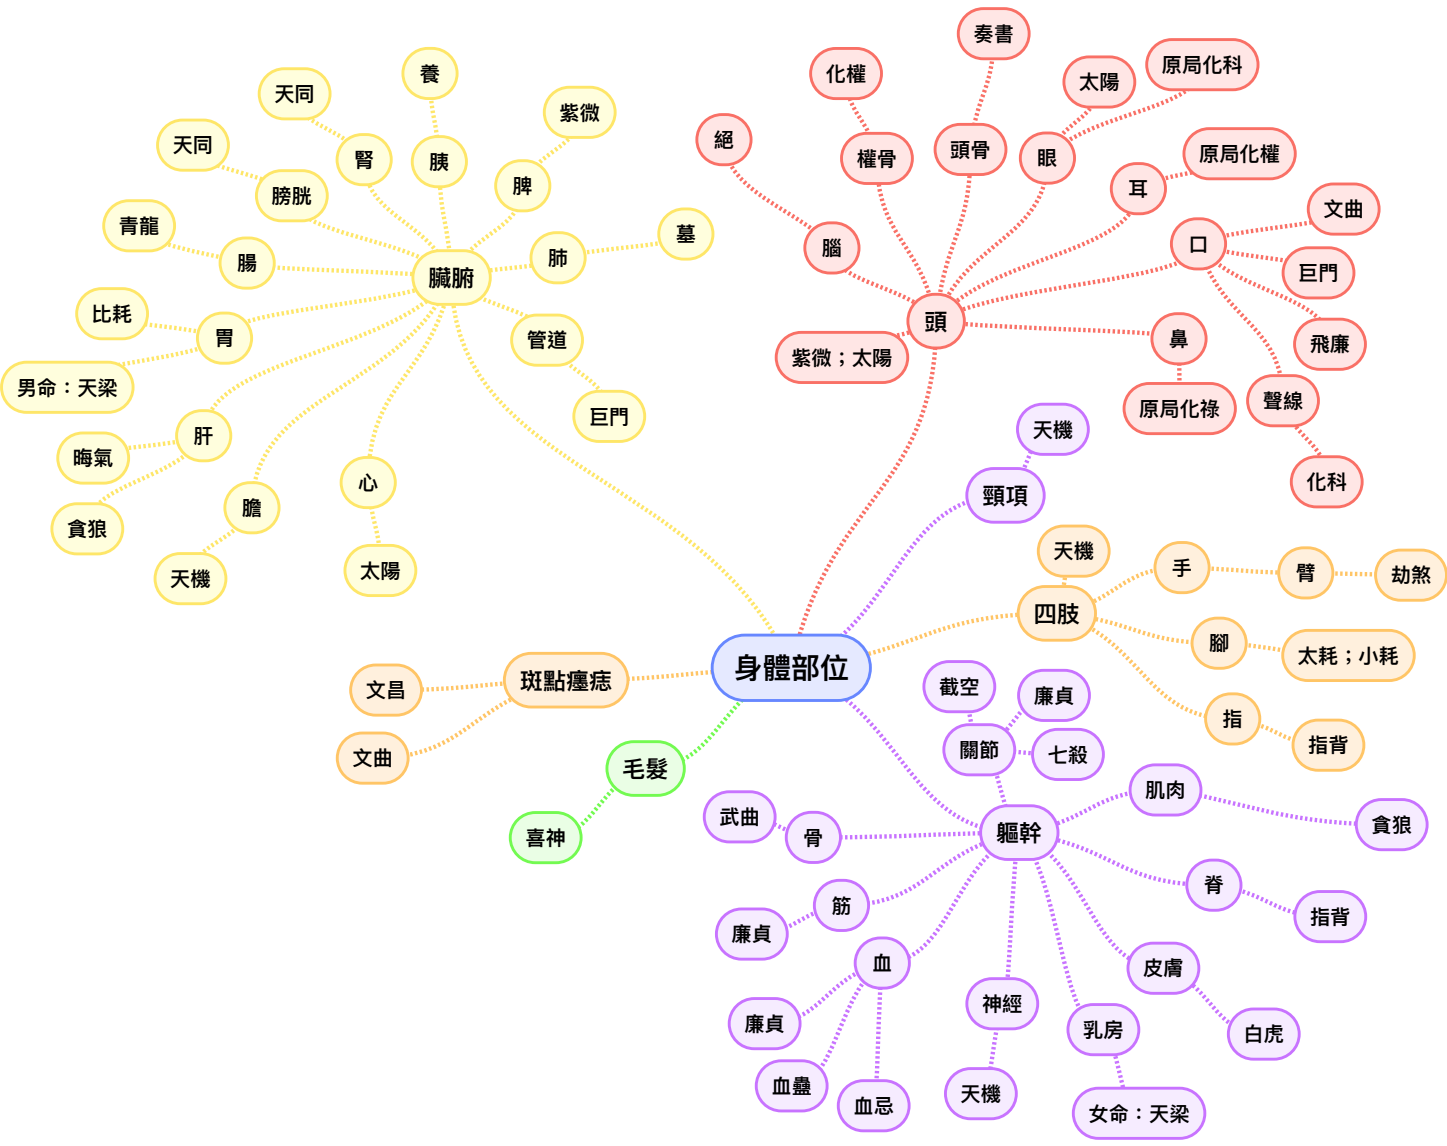 身體部位
臟腑
腎
天同
胰
養
脾
紫微
肺
墓
管道
巨門
膀胱
天同
腸
青龍
胃
比耗
男命：天梁
肝
晦氣
貪狼
膽
天機
心
太陽
頭
紫微；太陽
腦
絕
權骨
化權
頭骨
奏書
眼
太陽
原局化科
耳
原局化權
口
文曲
巨門
飛廉
聲線
化科
鼻
原局化祿
頸項
天機
四肢
天機
手
臂
劫煞
腳
太耗；小耗
指
指背
軀幹
關節
截空
廉貞
七殺
肌肉
貪狼
脊
指背
皮膚
白虎
乳房
女命：天梁
神經
天機
血
廉貞
血蠱
血忌
筋
廉貞
骨
武曲
毛髮
喜神
斑點癦痣
文昌
文曲